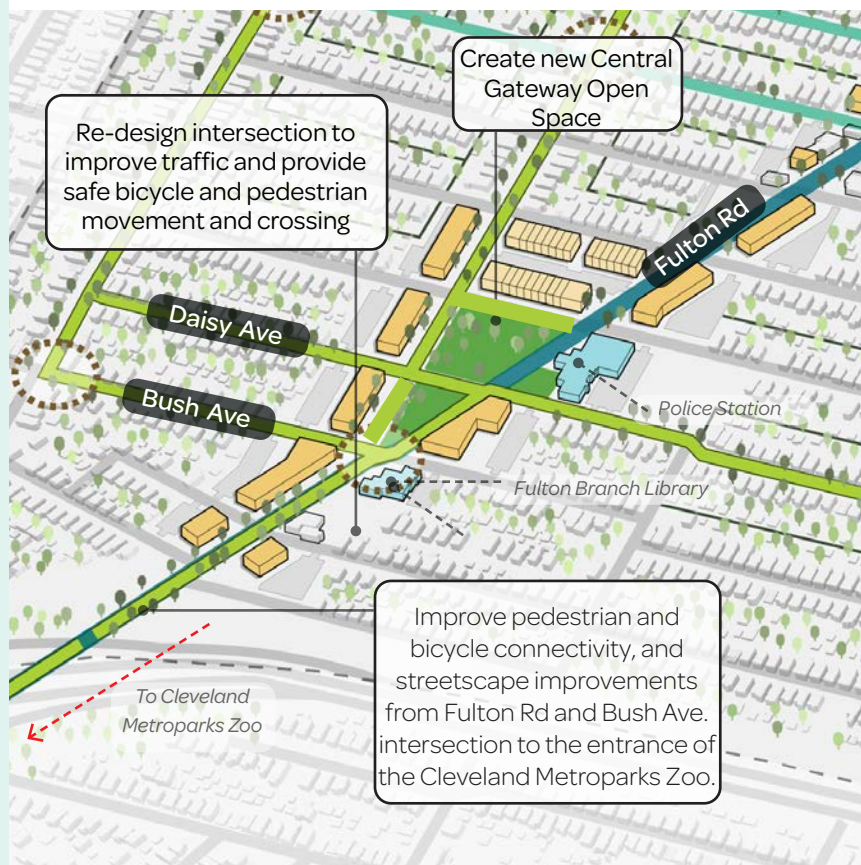 Create new Central
Gateway Open
Space
Re-design intersection to
improve traffic and provide
safe bicycle and pedestrian
movement and crossing
Fulton Rd
Daisy Ave
Bush Ave
Police Station
Fulton Branch Library
Improve pedestrian and
bicycle connectivity, and
streetscape improvements
from Fulton Rd and Bush Ave.
intersection to the entrance of
the Cleveland Metroparks Zoo.
To Cleveland
Metroparks Zoo